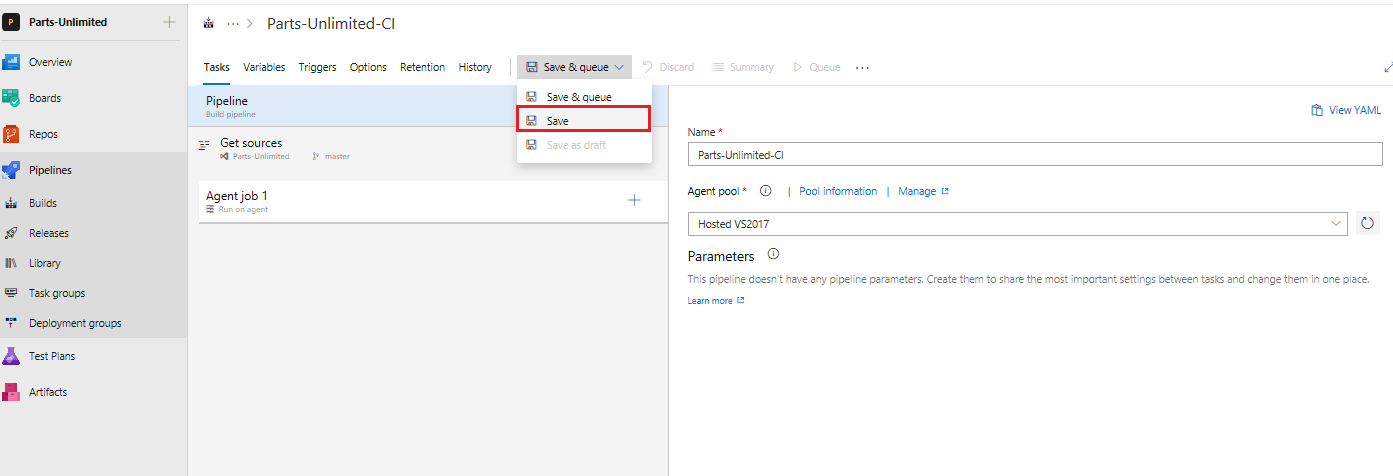 P Parts-Unlimited
Overview
Boards
Repos
Pipelines
Builds
Releases
Library
Task groups
Deployment groups
Test Plans
Artifacts
... > Parts-Unlimited-CI
Tasks Variables Triggers Options Retention History Save & queue Discard Summary Queue ...
Save & queue
Save
Save as draft
Pipeline
Build pipeline
Get sources
Parts-Unlimited master
Agent job 1
Run on agent
View YAML
Name *
Parts-Unlimited-CI
Agent pool * | Pool information | Manage
Hosted VS2017
Parameters
This pipeline doesn't have any pipeline parameters. Create them to share the most important settings between tasks and change them in one place.
Learn more